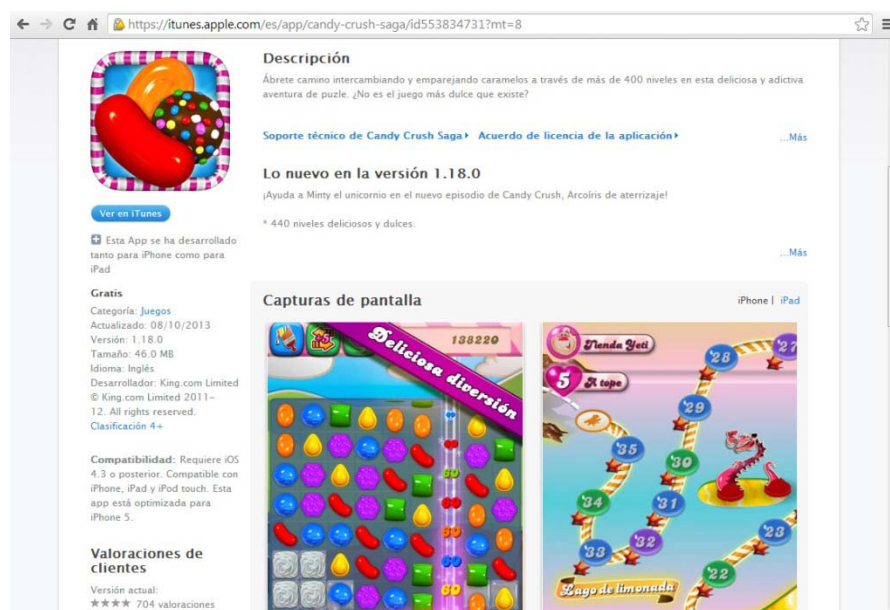 https://itunes.apple.com/es/app/candy-crush-saga/id553834731?mt=8
Descripción
Ábrete camino intercambiando y emparejando caramelos a través de más de 400 niveles en esta deliciosa y adictiva
aventura de puzle. ¿No es el juego más dulce que existe?
Soporte técnico de Candy Crush Saga
Acuerdo de licencia de la aplicación
...Más
Lo nuevo en la versión 1.18.0
¡Ayuda a Minty el unicornio en el nuevo episodio de Candy Crush, Arcoíris de aterrizaje!
* 440 niveles deliciosos y dulces.
...Más
Ver en iTunes
Esta App se ha desarrollado
tanto para iPhone como para
iPad
Gratis
Categoría: Juegos
Actualizado: 08/10/2013
Versión: 1.18.0
Tamaño: 46.0 MB
Idioma: Inglés
Desarrollador: King.com Limited
© King.com Limited 2011-
12. All rights reserved.
Clasificación 4+
Compatibilidad: Requiere iOS
4.3 o posterior. Compatible con
iPhone, iPad y iPod touch. Esta
app está optimizada para
iPhone 5.
Valoraciones de
clientes
Versión actual:
★★★★ 704 valoraciones
Capturas de pantalla
iPhone | iPad
138220
Deliciosa diversión
60
60
60
60
Tienda Yeti
5
A tope
28
27
29
35
30
34
31
33
32
23
22
Lago de limonada